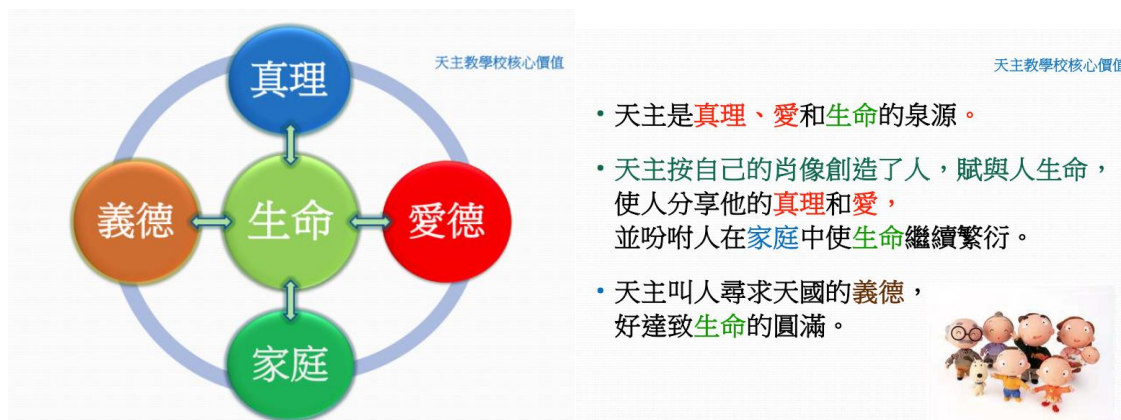 天主教學校核心價值
真理
義德
生命
愛德
家庭
天主教學校核心價值
• 天主是真理、愛和生命的泉源。
• 天主按自己的肖像創造了人，賦與人生命，
使人分享他的真理和愛，
並吩咐人在家庭中使生命繼續繁衍。
• 天主叫人尋求天國的義德，
好達致生命的圓滿。